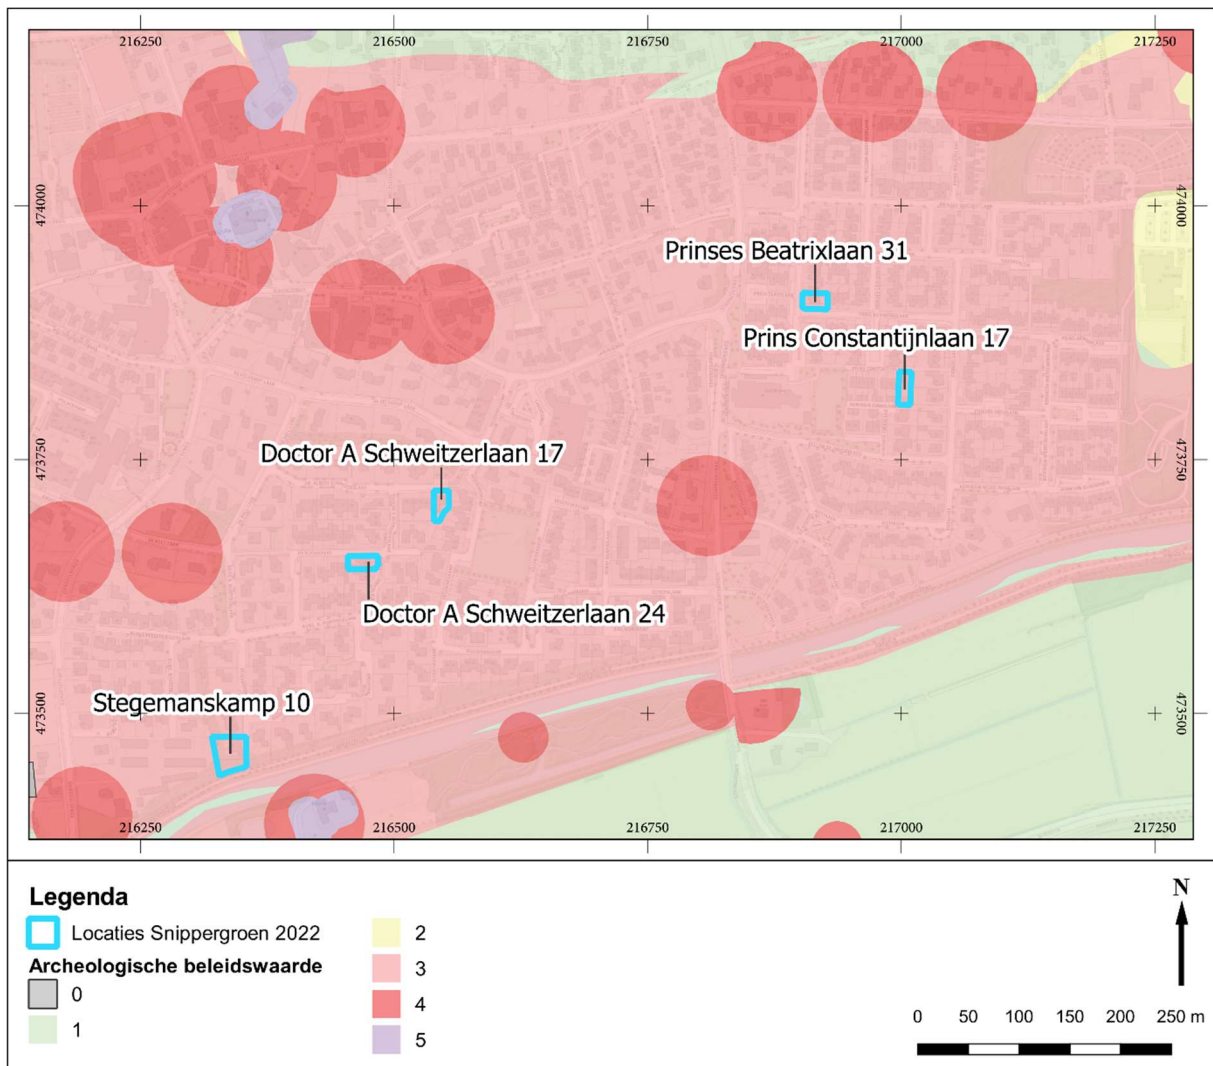 216250 216500 216750 217000 217250
474000 474000
Prinses Beatrixlaan 31
Prins Constantijnlaan 17
473750 473750
Doctor A Schweitzerlaan 17
Doctor A Schweitzerlaan 24
Stegemanskamp 10
473500 473500
216250 216500 216750 217000 217250
Legenda
Locaties Snippergroen 2022
Archeologische beleidswaarde
0
1
2
3
4
5
N
0 50 100 150 200 250 m